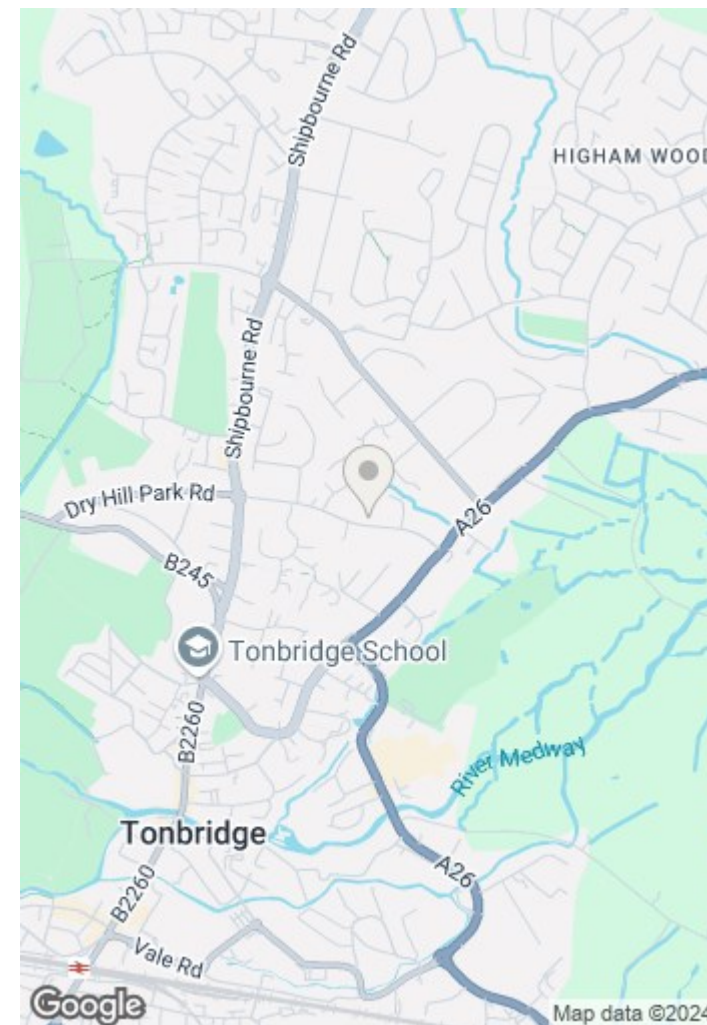 Shipbourne Rd
HIGHAM WOOD
Shipbourne Rd
Dry Hill Park Rd
A26
B245
Tonbridge School
B2260
River Medway
Tonbridge
A26
B2260
Vale Rd
Google
Map data ©2024